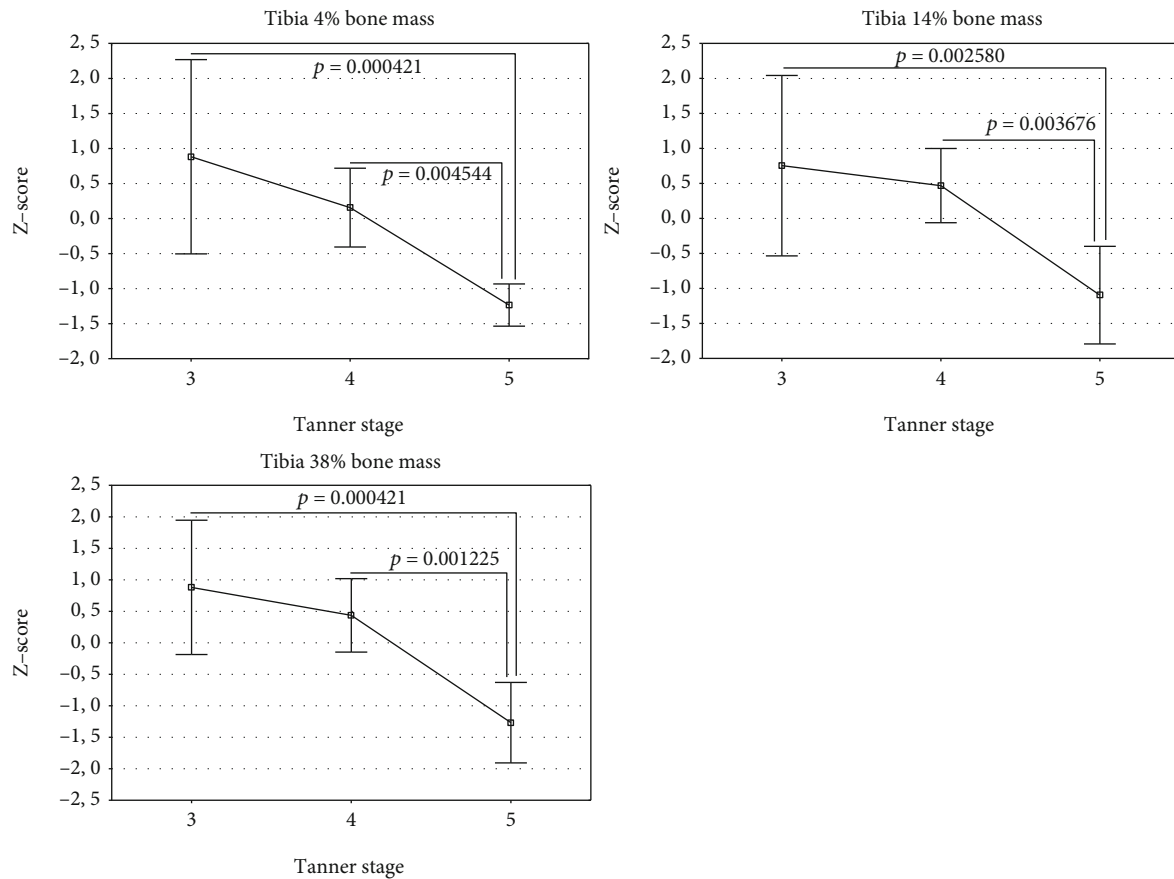 Tibia 4% bone mass
2, 5
2, 0
1, 5
1, 0
0, 5
0, 0
–0, 5
–1, 0
–1, 5
–2, 0
Z–score
p = 0.000421
p = 0.004544
3 4 5
Tanner stage
Tibia 14% bone mass
2, 5
2, 0
1, 5
1, 0
0, 5
0, 0
–0, 5
–1, 0
–1, 5
–2, 0
Z–score
p = 0.002580
p = 0.003676
3 4 5
Tanner stage
Tibia 38% bone mass
2, 5
2, 0
1, 5
1, 0
0, 5
0, 0
–0, 5
–1, 0
–1, 5
–2, 0
–2, 5
Z–score
p = 0.000421
p = 0.001225
3 4 5
Tanner stage